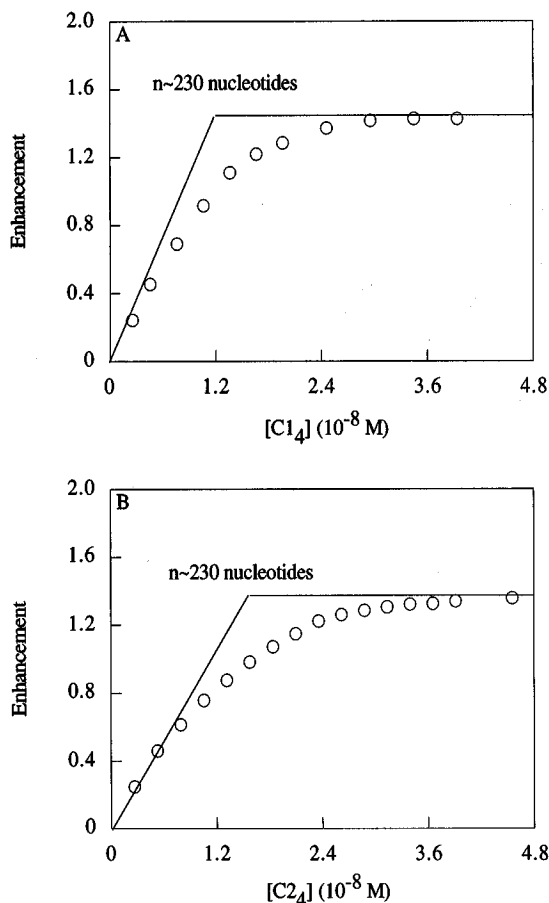 A
2.0
n~230 nucleotides
1.6
1.2
0.8
0.4
0
Enhancement
0 1.2 2.4 3.6 4.8
[C1₄] (10⁻⁸ M)
B
2.0
n~230 nucleotides
1.6
1.2
0.8
0.4
0
Enhancement
0 1.2 2.4 3.6 4.8
[C2₄] (10⁻⁸ M)